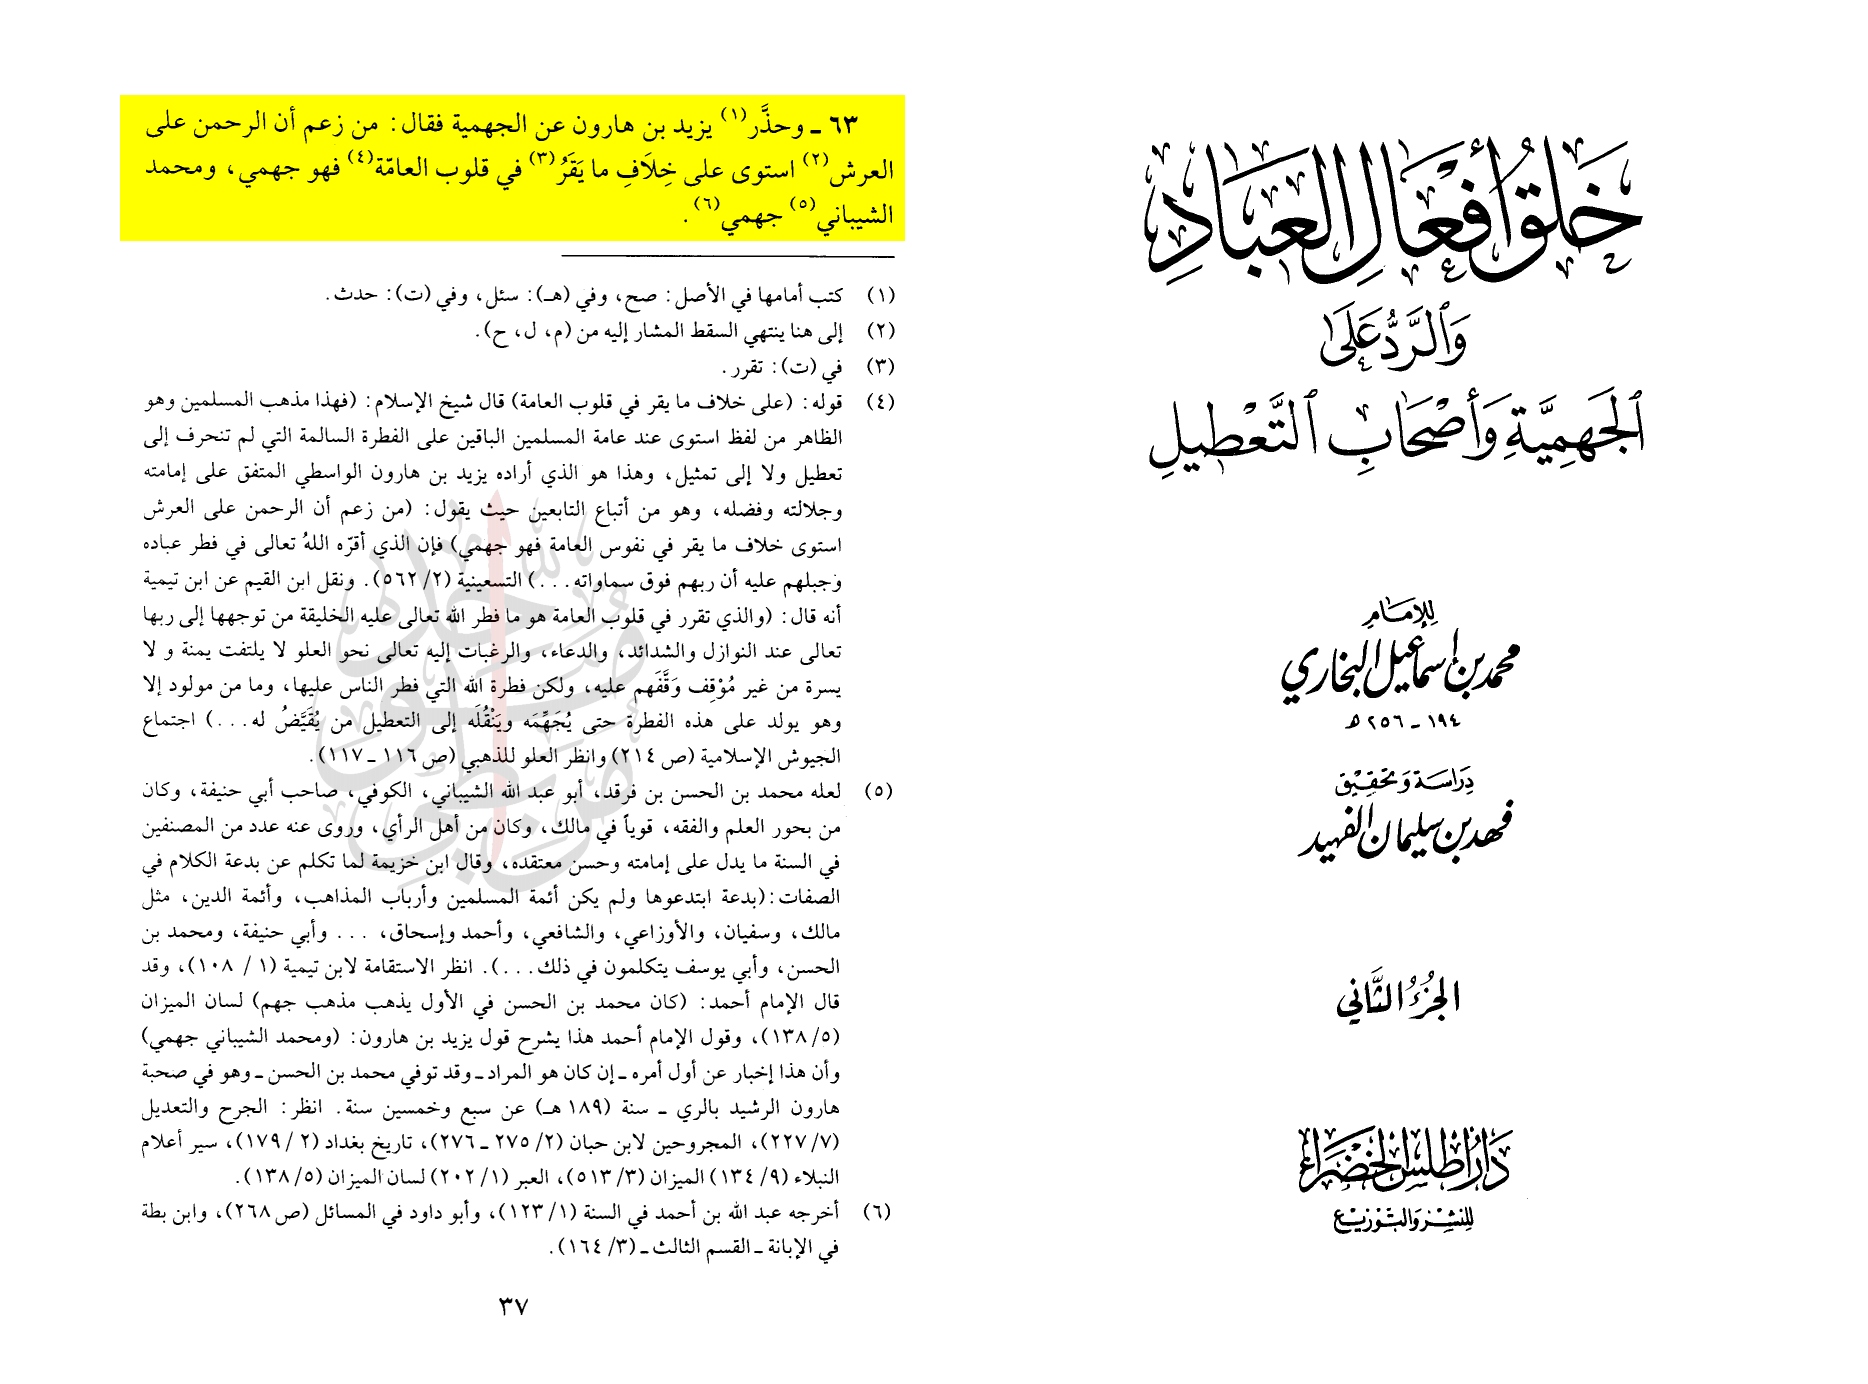 خَلقُ أفعَالِ العِبَادِ
وَالرَّدُّ عَلَى
الجَهمِيَّةِ وَأصْحَابِ التَّعْطِيلِ
لِلإمَامِ
محمد بن إسماعيل البخاري
١٩٤ - ٢٥٦ هـ
دِرَاسَة وَتحقِيْق
فهد بن سليمان الفهيد
الجُزءُ الثَّاني
دَارُ أطلس الخضراء
للنشر والتوزيع
٦٣ ـ وحذَّر(١) يزيد بن هارون عن الجهمية فقال: من زعم أن الرحمن على
العرش(٢) استوى على خِلَافِ ما يَقَرُ(٣) في قلوب العامّة(٤) فهو جهمي، ومحمد
الشيباني(٥) جهمي(٦).
(١) كتب أمامها في الأصل: صح، وفي (هـ): سئل، وفي (ت): حدث.
(٢) إلى هنا ينتهي السقط المشار إليه من (م، ل، ح).
(٣) في (ت): تقرر.
(٤) قوله: (على خلاف ما يقر في قلوب العامة) قال شيخ الإسلام: (فهذا مذهب المسلمين وهو
الظاهر من لفظ استوى عند عامة المسلمين الباقين على الفطرة السالمة التي لم تنحرف إلى
تعطيل ولا إلى تمثيل، وهذا هو الذي أراده يزيد بن هارون الواسطي المتفق على إمامته
وجلالته وفضله، وهو من أتباع التابعين حيث يقول: (من زعم أن الرحمن على العرش
استوى خلاف ما يقر في نفوس العامة فهو جهمي) فإن الذي أقرّه اللهُ تعالى في فطر عباده
وجبلهم عليه أن ربهم فوق سماواته...) التسعينية (٢/ ٥٦٢). ونقل ابن القيم عن ابن تيمية
أنه قال: (والذي تقرر في قلوب العامة هو ما فطر الله تعالى عليه الخليقة من توجهها إلى ربها
تعالى عند النوازل والشدائد، والدعاء، والرغبات إليه تعالى نحو العلو لا يلتفت يمنة و لا
يسرة من غير مُوْقِف وَقَّفَهم عليه، ولكن فطرة الله التي فطر الناس عليها، وما من مولود إلا
وهو يولد على هذه الفطرة حتى يُجَهِّمَه ويَنْقُلَه إلى التعطيل من يُقَيَّضُ له...) اجتماع
الجيوش الإسلامية (ص ٢١٤) وانظر العلو للذهبي (ص ١١٦ ـ ١١٧).
(٥) لعله محمد بن الحسن بن فرقد، أبو عبد الله الشيباني، الكوفي، صاحب أبي حنيفة، وكان
من بحور العلم والفقه، قوياً في مالك، وكان من أهل الرأي، وروى عنه عدد من المصنفين
في السنة ما يدل على إمامته وحسن معتقده، وقال ابن خزيمة لما تكلم عن بدعة الكلام في
الصفات: (بدعة ابتدعوها ولم يكن أئمة المسلمين وأرباب المذاهب، وأئمة الدين، مثل
مالك، وسفيان، والأوزاعي، والشافعي، وأحمد وإسحاق، ... وأبي حنيفة، ومحمد بن
الحسن، وأبي يوسف يتكلمون في ذلك...). انظر الاستقامة لابن تيمية (١ / ١٠٨)، وقد
قال الإمام أحمد: (كان محمد بن الحسن في الأول يذهب مذهب جهم) لسان الميزان
(٥/ ١٣٨)، وقول الإمام أحمد هذا يشرح قول يزيد بن هارون: (ومحمد الشيباني جهمي)
وأن هذا إخبار عن أول أمره ـ إن كان هو المراد ـ وقد توفي محمد بن الحسن ـ وهو في صحبة
هارون الرشيد بالري ـ سنة (١٨٩ هـ) عن سبع وخمسين سنة. انظر: الجرح والتعديل
(٧/ ٢٢٧)، المجروحين لابن حبان (٢/ ٢٧٥ ـ ٢٧٦)، تاريخ بغداد (٢ / ١٧٩)، سير أعلام
النبلاء (٩/ ١٣٤) الميزان (٣/ ٥١٣)، العبر (١/ ٢٠٢) لسان الميزان (٥/ ١٣٨).
(٦) أخرجه عبد الله بن أحمد في السنة (١/ ١٢٣)، وأبو داود في المسائل (ص ٢٦٨)، وابن بطة
في الإبانة ـ القسم الثالث ـ (٣/ ١٦٤).
٣٧